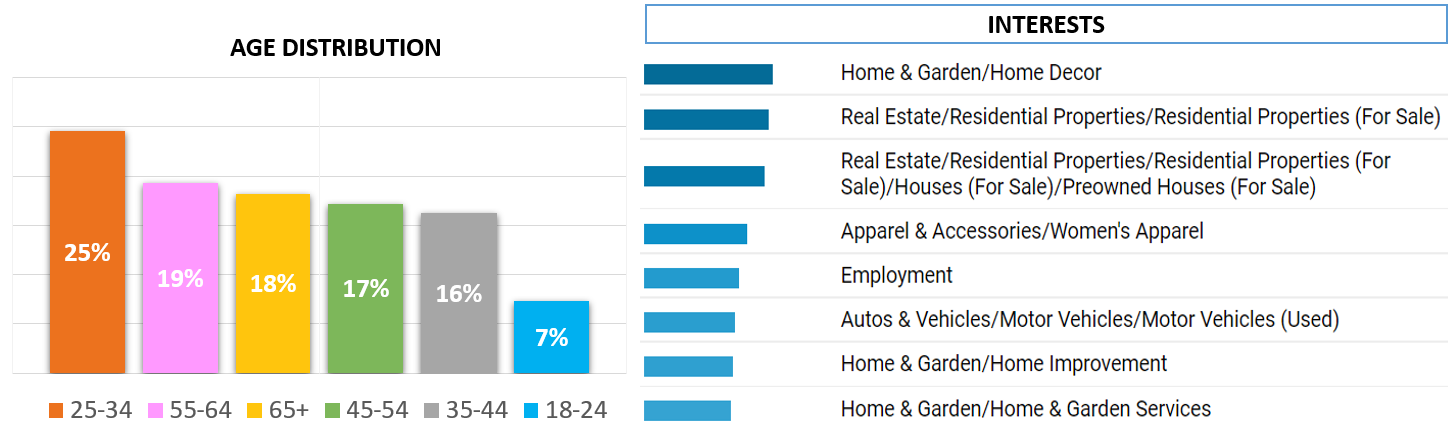 AGE DISTRIBUTION
25%
19%
18%
17%
16%
7%
25-34 55-64 65+ 45-54 35-44 18-24
INTERESTS
Home & Garden/Home Decor
Real Estate/Residential Properties/Residential Properties (For Sale)
Real Estate/Residential Properties/Residential Properties (For
Sale)/Houses (For Sale)/Preowned Houses (For Sale)
Apparel & Accessories/Women's Apparel
Employment
Autos & Vehicles/Motor Vehicles/Motor Vehicles (Used)
Home & Garden/Home Improvement
Home & Garden/Home & Garden Services